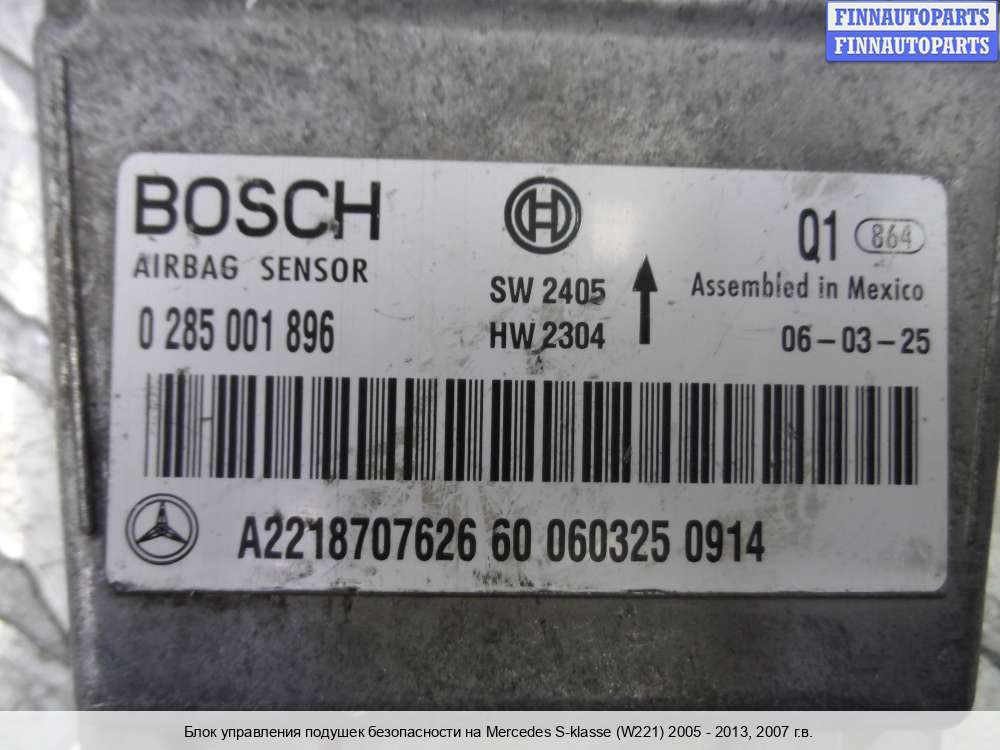 FINNAUTOPARTS
FINNAUTOPARTS
BOSCH
Q1 864
AIRBAG SENSOR
SW 2405
Assembled in Mexico
0 285 001 896
HW 2304
06-03-25
A2218707626 60 060325 0914
Блок управления подушек безопасности на Mercedes S-klasse (W221) 2005 - 2013, 2007 г.в.